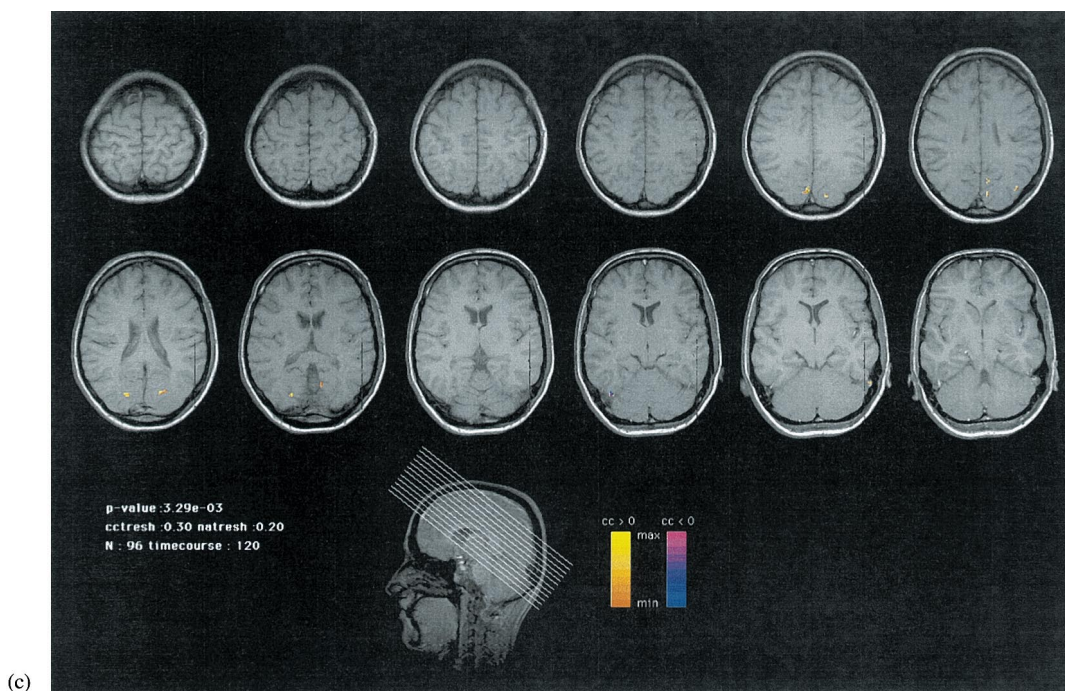 p-value :3.29e-03
cctresh :0.30 natresh :0.20
N : 96 timecourse : 120
cc > 0 cc < 0
max
min
(c)